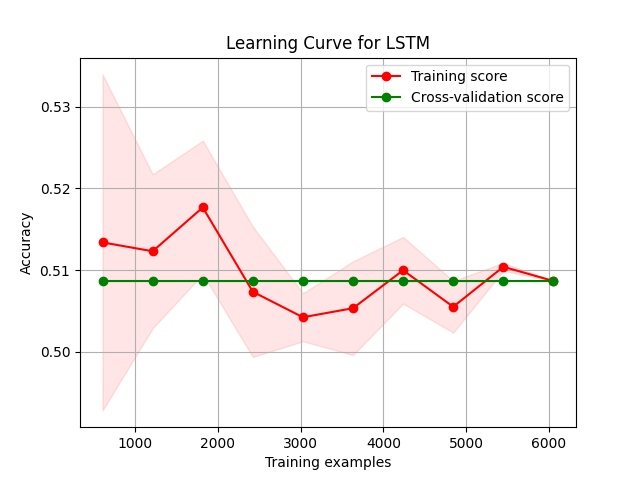 Learning Curve for LSTM
Training score
Cross-validation score
0.53
0.52
0.51
0.50
Accuracy
1000 2000 3000 4000 5000 6000
Training examples